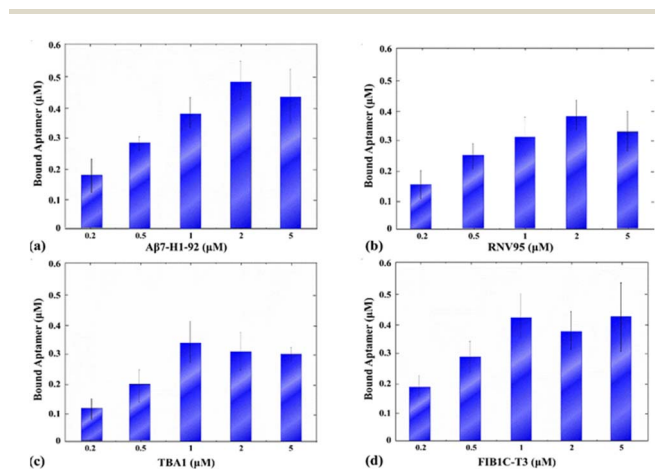 Bound Aptamer (μM)
0.6
0.5
0.4
0.3
0.2
0.1
0
0.2 0.5 1 2 5
(a) Aβ7-H1-92 (μM)
Bound Aptamer (μM)
0.6
0.5
0.4
0.3
0.2
0.1
0
0.2 0.5 1 2 5
(b) RNV95 (μM)
Bound Aptamer (μM)
0.5
0.4
0.3
0.2
0.1
0.2 0.5 1 2 5
(c) TBA1 (μM)
Bound Aptamer (μM)
0.6
0.5
0.4
0.3
0.2
0.1
0.2 0.5 1 2 5
(d) FIB1C-T3 (μM)